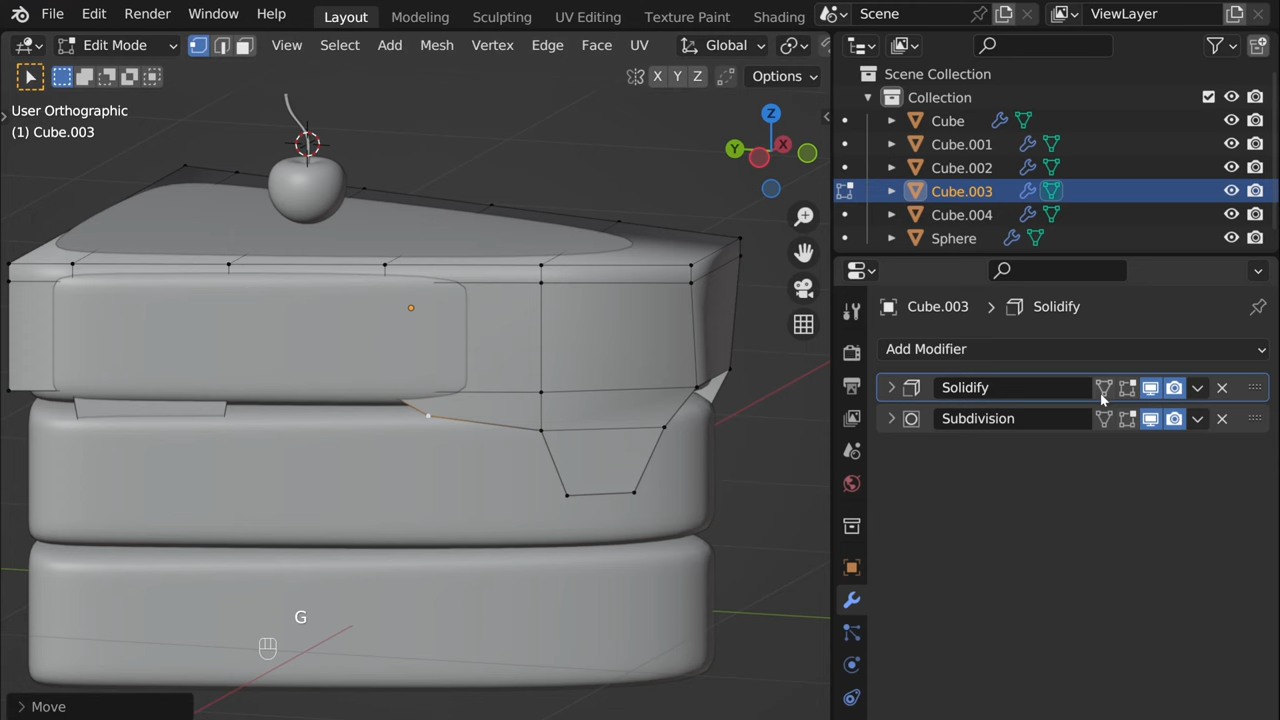 File Edit Render Window Help Layout Modeling Sculpting UV Editing Texture Paint Shading Scene ViewLayer
Edit Mode View Select Add Mesh Vertex Edge Face UV Global
X Y Z Options
User Orthographic
(1) Cube.003
Z
Y
X
G
Move
Scene Collection
Collection
Cube
Cube.001
Cube.002
Cube.003
Cube.004
Sphere
Cube.003 Solidify
Add Modifier
Solidify
Subdivision